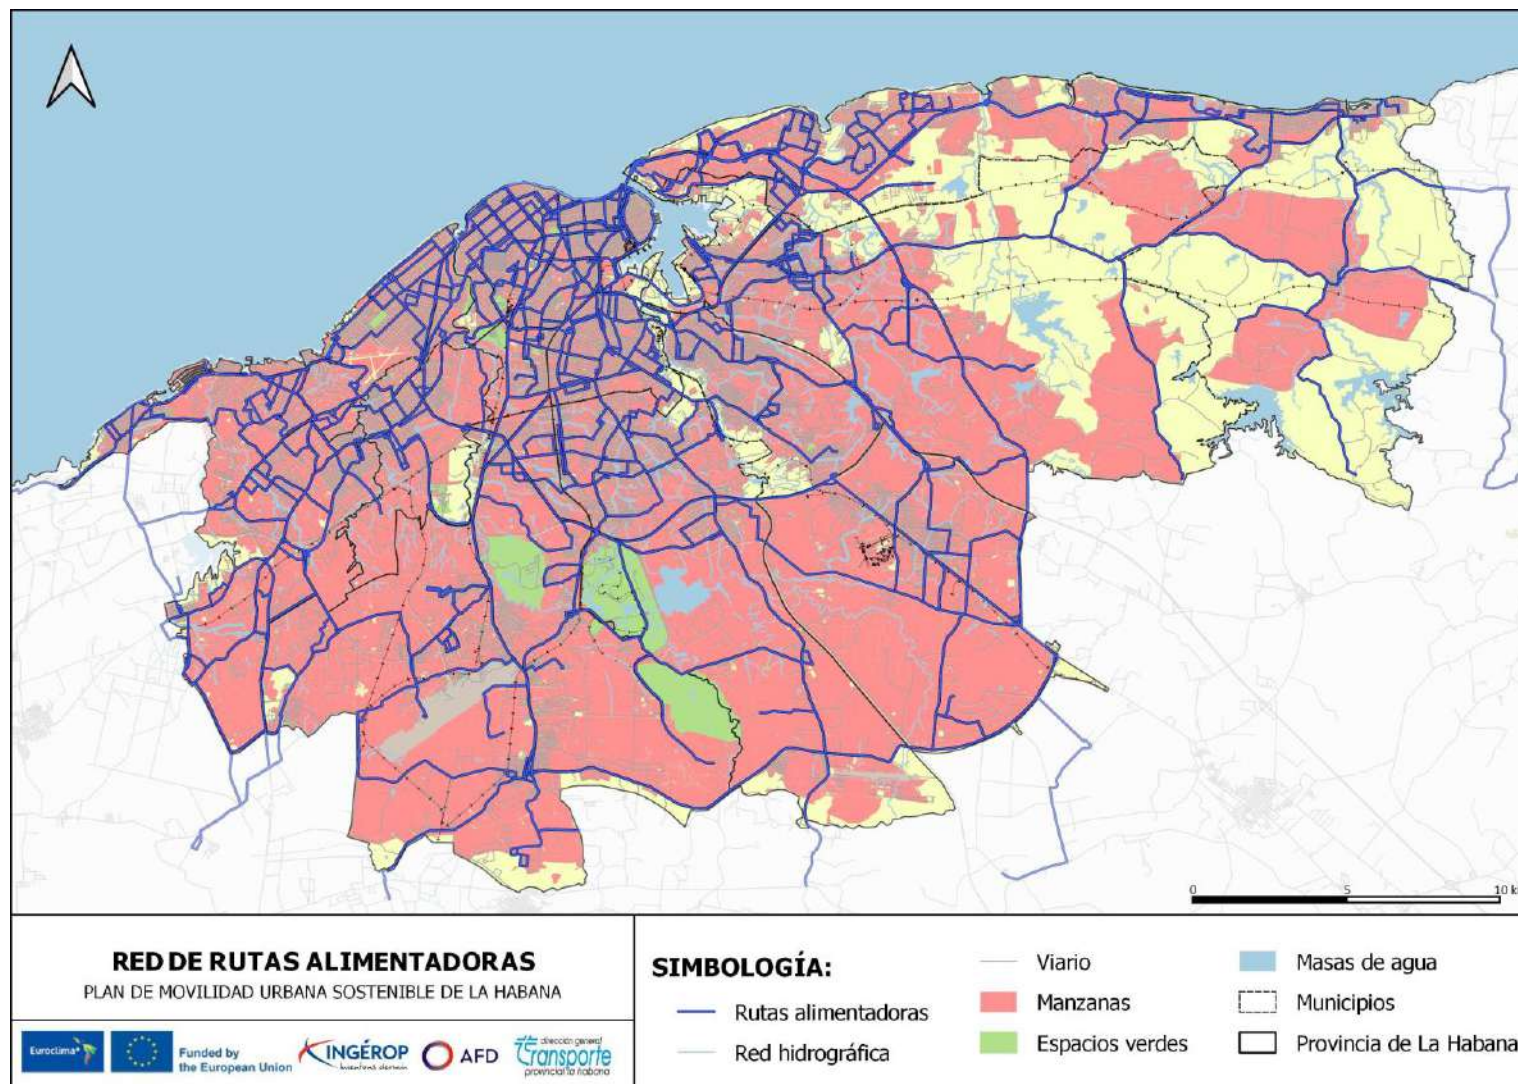 0 5 10 k
RED DE RUTAS ALIMENTADORAS
PLAN DE MOVILIDAD URBANA SOSTENIBLE DE LA HABANA
Euroclima+
Funded by
the European Union
INGÉROP
Inventons demain
AFD
dirección general
Transporte
provincial la habana
SIMBOLOGÍA:
Rutas alimentadoras
Red hidrográfica
Viario
Manzanas
Espacios verdes
Masas de agua
Municipios
Provincia de La Habana